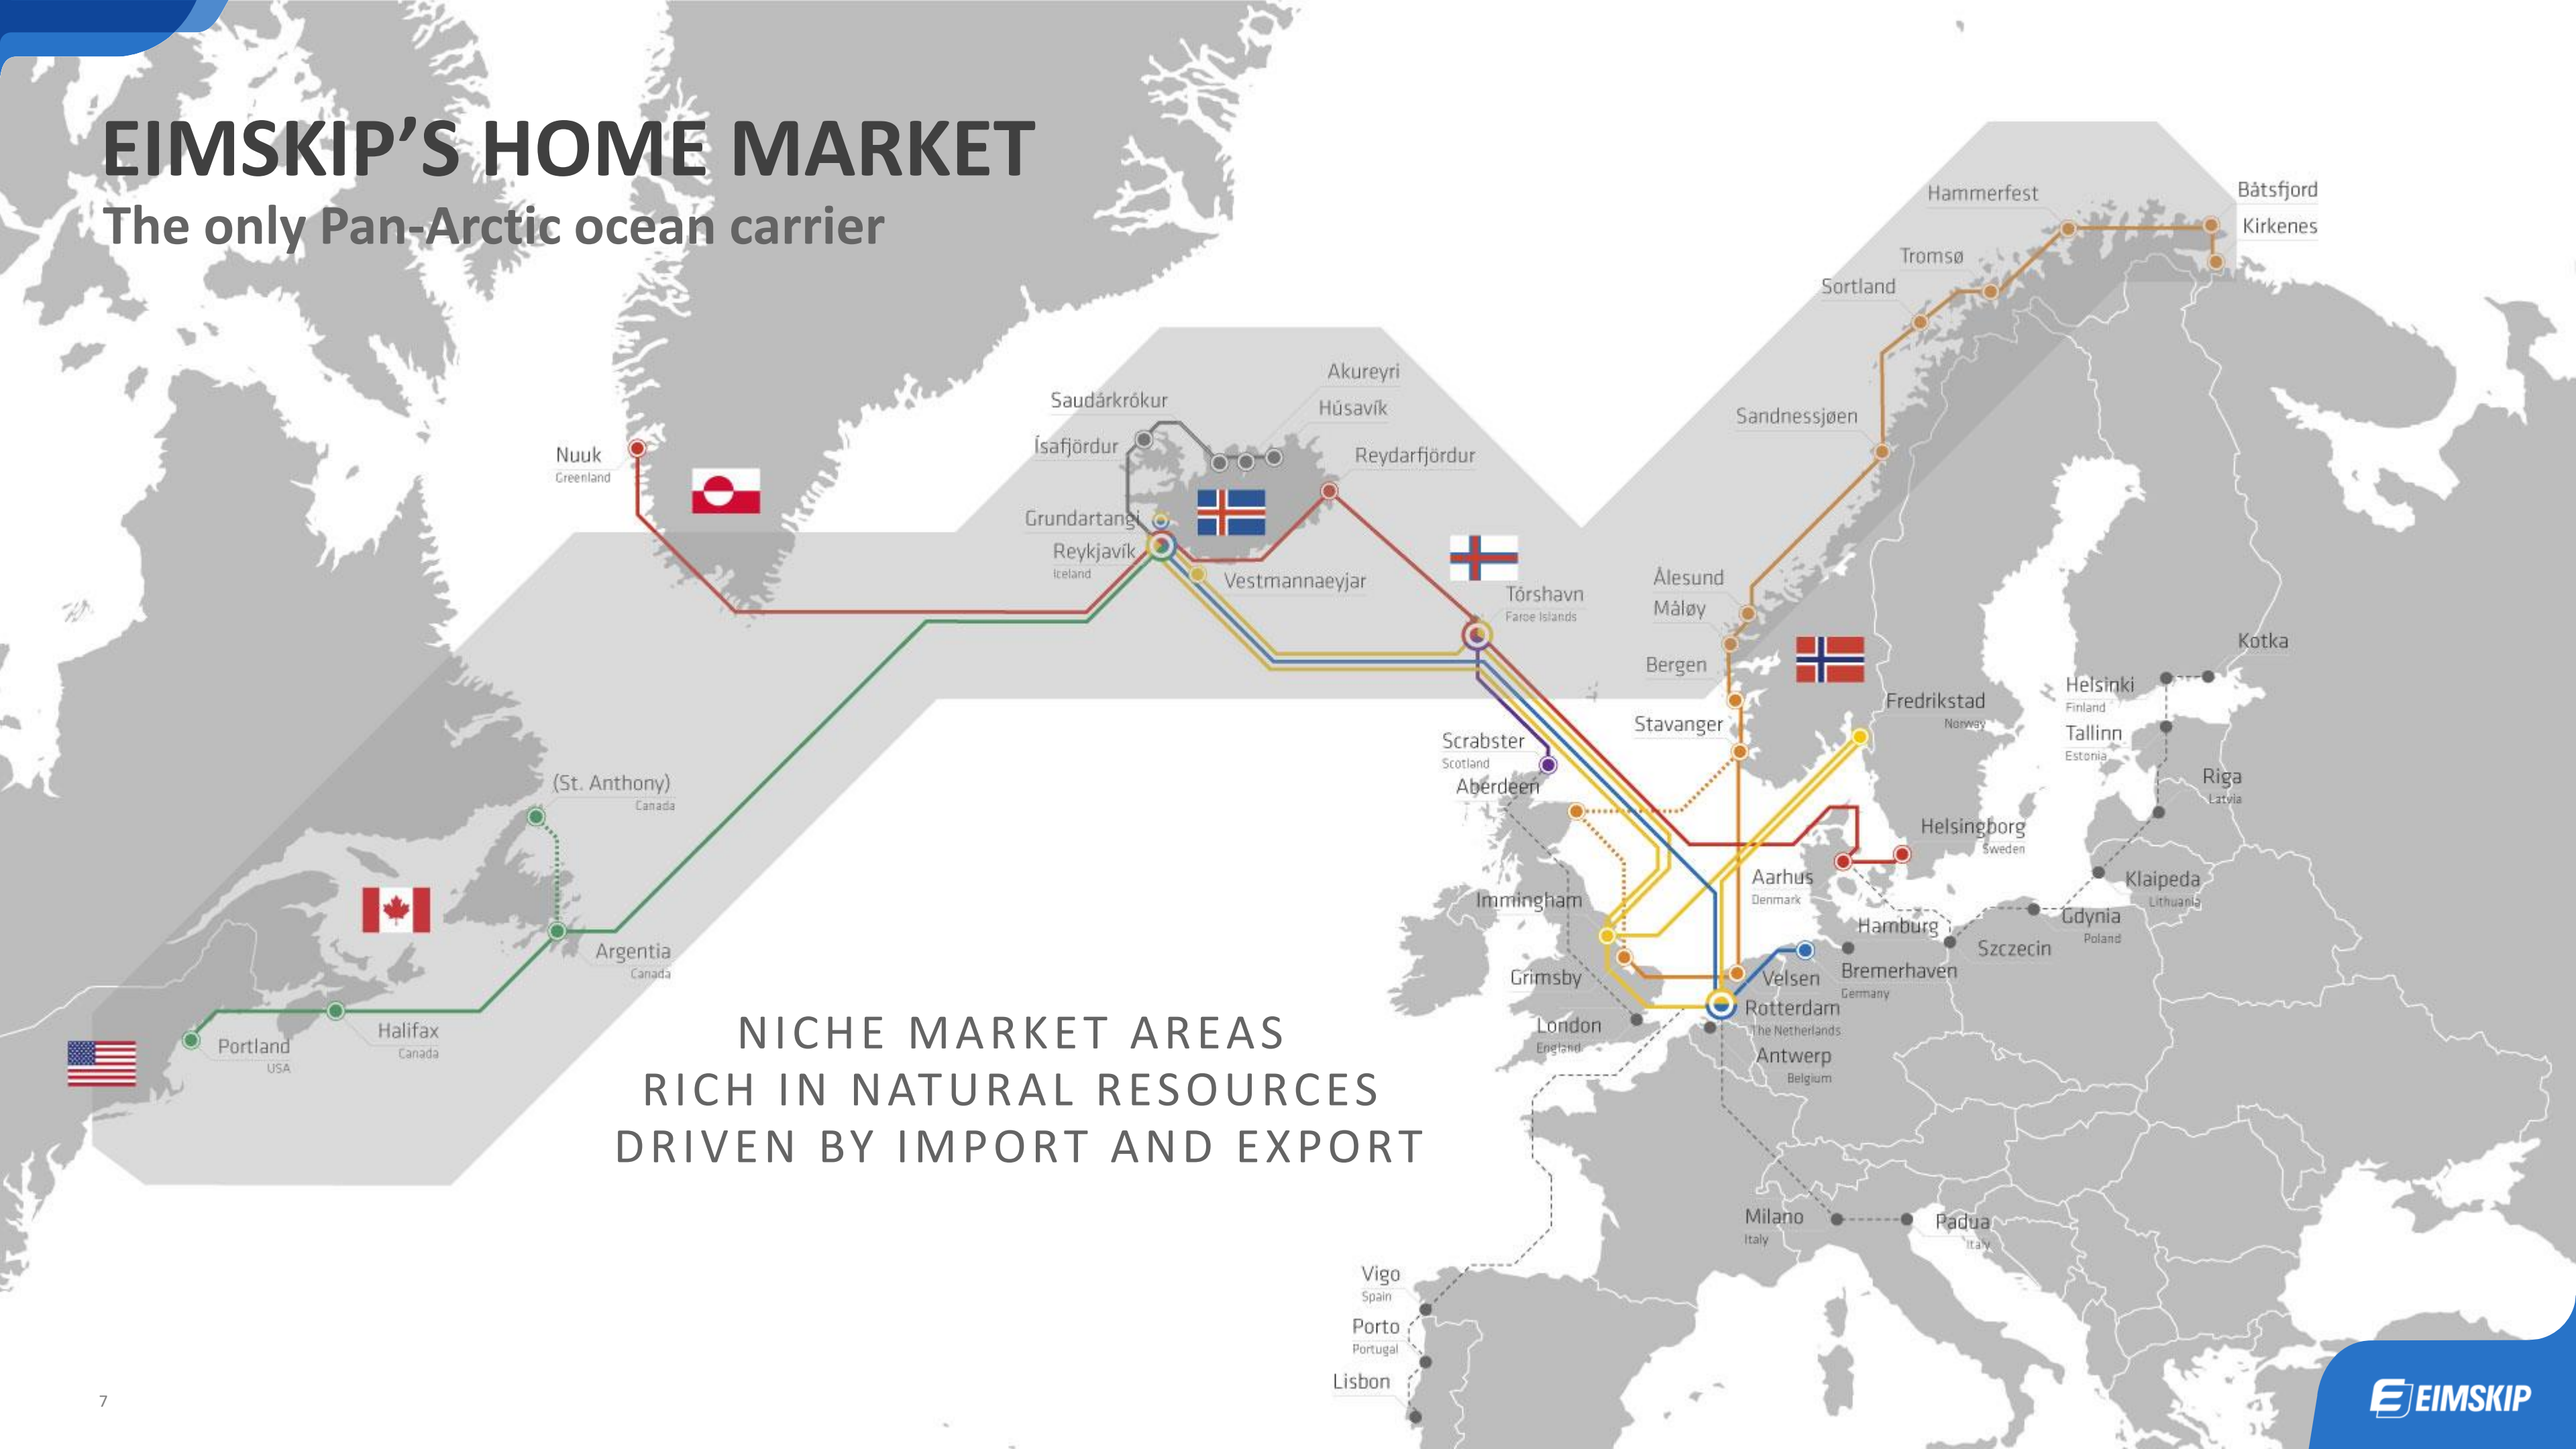 EIMSKIP’S HOME MARKET
The only Pan-Arctic ocean carrier
Hammerfest
Båtsfjord
Kirkenes
Tromsø
Sortland
Sandnessjøen
Akureyri
Saudárkrókur
Húsavík
Ísafjördur
Reydarfjördur
Nuuk
Greenland
Grundartangi
Reykjavík
Iceland
Vestmannaeyjar
Tórshavn
Faroe Islands
Ålesund
Måløy
Bergen
Kotka
Helsinki
Finland
Fredrikstad
Norway
Stavanger
Tallinn
Estonia
Scrabster
Scotland
Aberdeen
Riga
Latvia
(St. Anthony)
Canada
Helsingborg
Sweden
Aarhus
Denmark
Klaipeda
Lithuania
Immingham
Gdynia
Poland
Hamburg
Szczecin
Argentia
Canada
Grimsby
Velsen
Bremerhaven
Germany
Rotterdam
The Netherlands
London
England
Halifax
Canada
Portland
USA
Antwerp
Belgium
NICHE MARKET AREAS
RICH IN NATURAL RESOURCES
DRIVEN BY IMPORT AND EXPORT
Milano
Italy
Padua
Italy
Vigo
Spain
Porto
Portugal
Lisbon
7
EIMSKIP